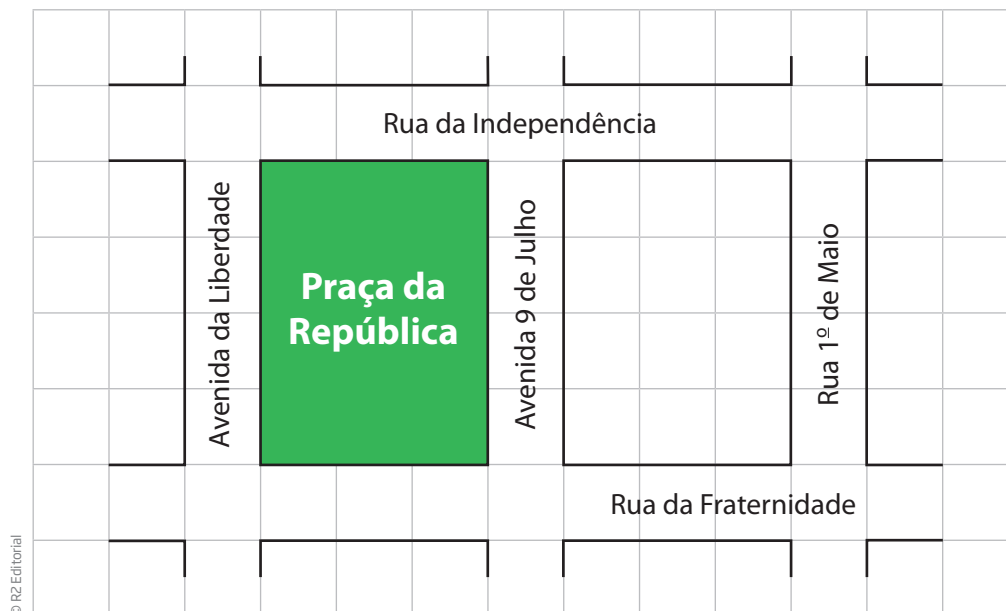 Rua da Independência
Avenida da Liberdade
Praça da
República
Avenida 9 de Julho
Rua 1º de Maio
Rua da Fraternidade
© R2 Editorial